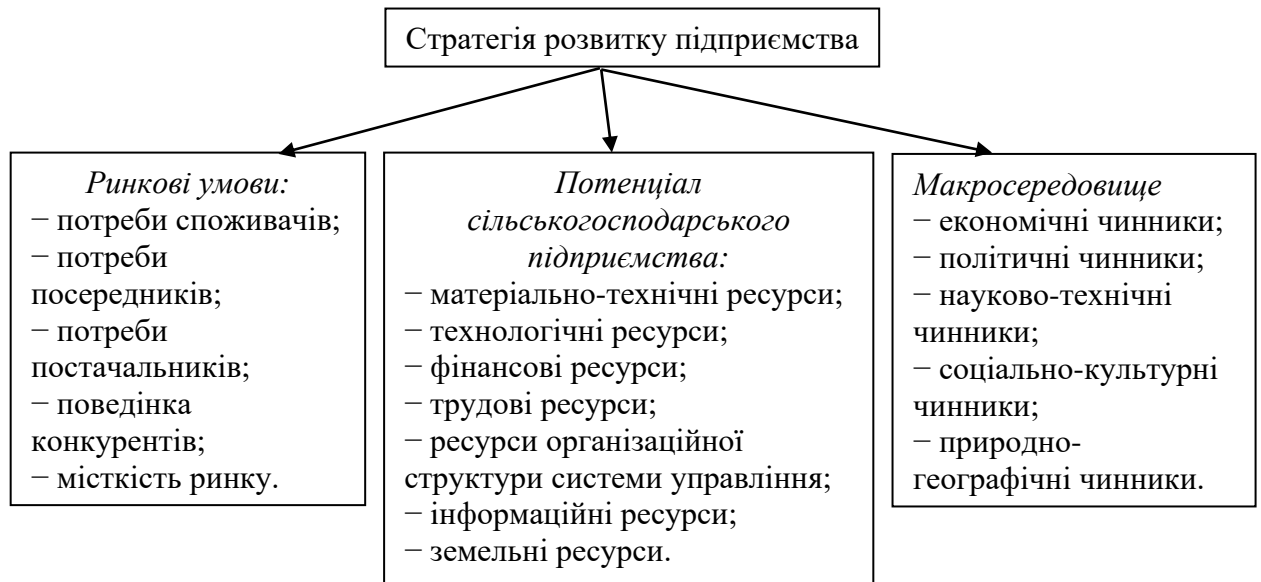 Стратегія розвитку підприємства
Ринкові умови:
− потреби споживачів;
− потреби
посередників;
− потреби
постачальників;
− поведінка
конкурентів;
− місткість ринку.
Потенціал
сільськогосподарського
підприємства:
− матеріально-технічні ресурси;
− технологічні ресурси;
− фінансові ресурси;
− трудові ресурси;
− ресурси організаційної
структури системи управління;
− інформаційні ресурси;
− земельні ресурси.
Макросередовище
− економічні чинники;
− політичні чинники;
− науково-технічні
чинники;
− соціально-культурні
чинники;
− природно-
географічні чинники.